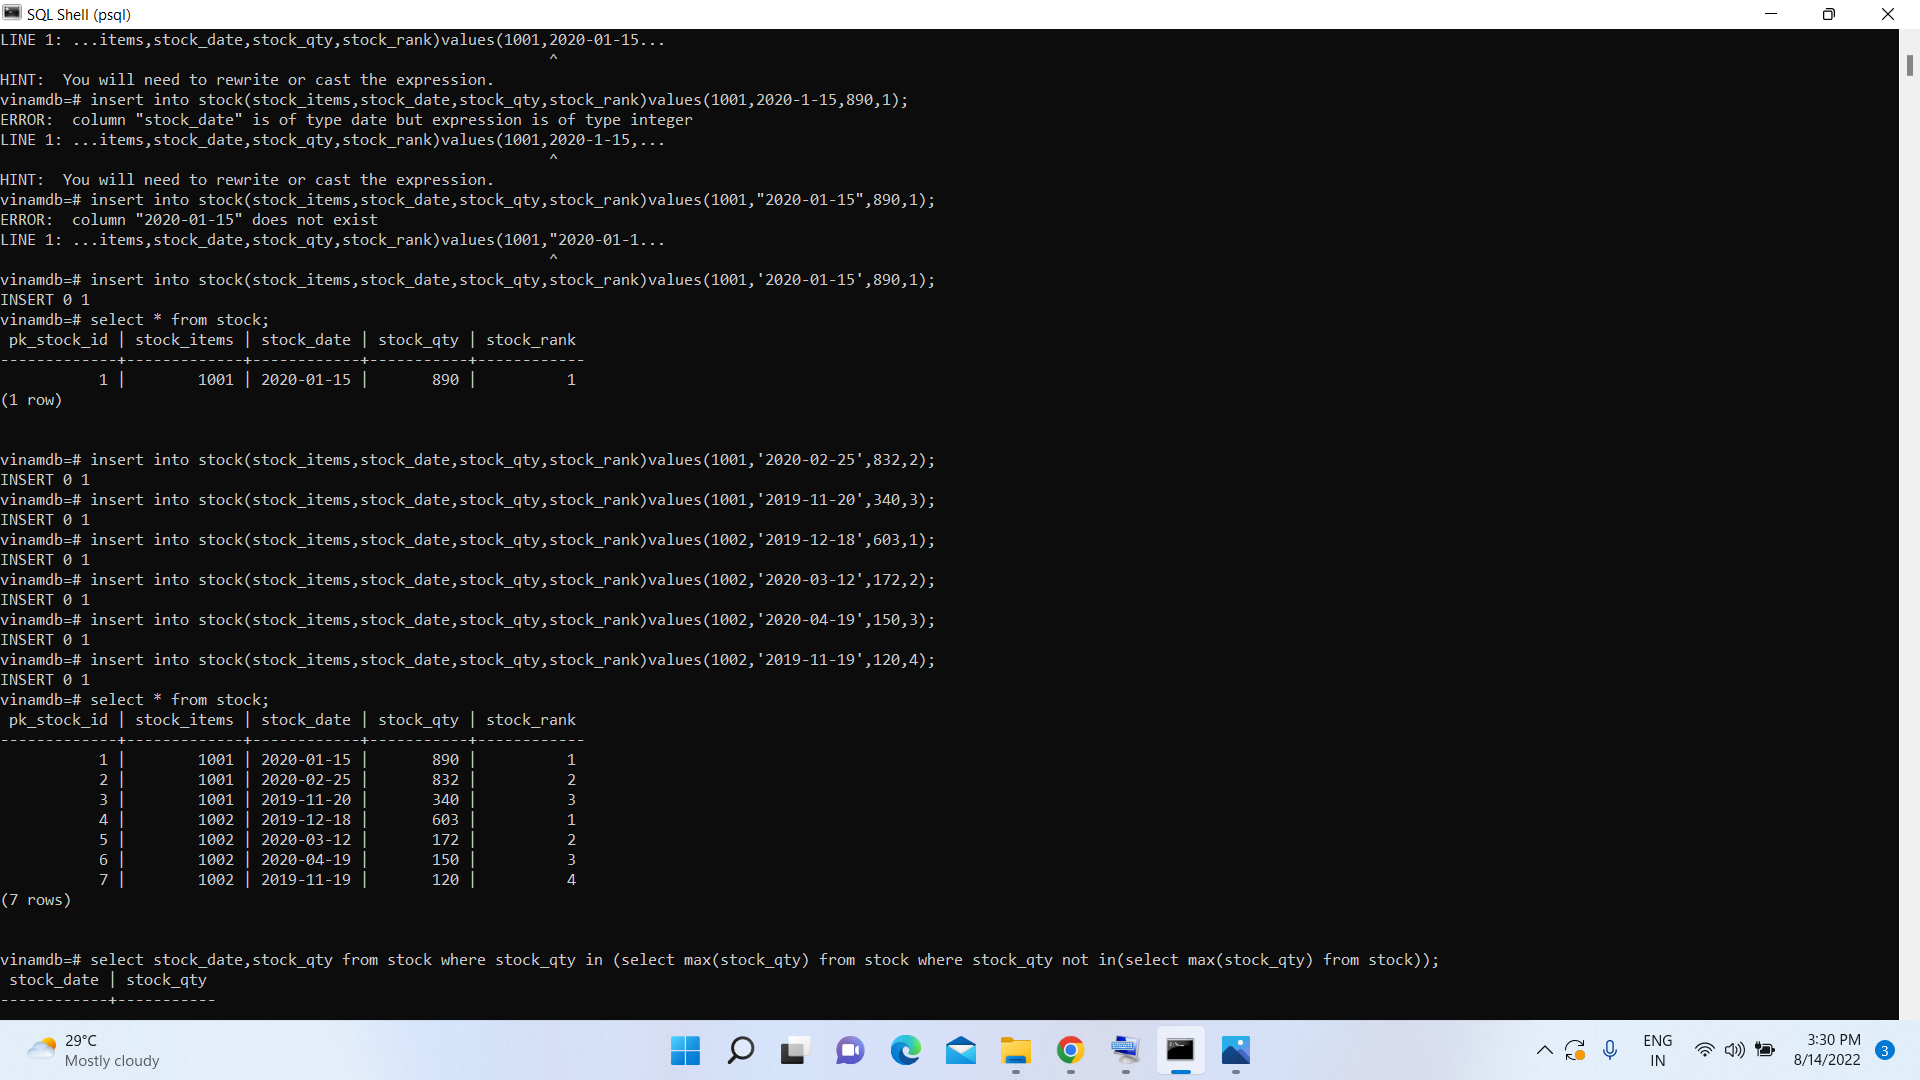 SQL Shell (psql)
LINE 1: ...items,stock_date,stock_qty,stock_rank)values(1001,2020-01-15...
^
HINT:  You will need to rewrite or cast the expression.
vinamdb=# insert into stock(stock_items,stock_date,stock_qty,stock_rank)values(1001,2020-1-15,890,1);
ERROR:  column "stock_date" is of type date but expression is of type integer
LINE 1: ...items,stock_date,stock_qty,stock_rank)values(1001,2020-1-15,...
^
HINT:  You will need to rewrite or cast the expression.
vinamdb=# insert into stock(stock_items,stock_date,stock_qty,stock_rank)values(1001,"2020-01-15",890,1);
ERROR:  column "2020-01-15" does not exist
LINE 1: ...items,stock_date,stock_qty,stock_rank)values(1001,"2020-01-1...
^
vinamdb=# insert into stock(stock_items,stock_date,stock_qty,stock_rank)values(1001,'2020-01-15',890,1);
INSERT 0 1
vinamdb=# select * from stock;
 pk_stock_id | stock_items | stock_date | stock_qty | stock_rank
-------------+-------------+------------+-----------+------------
           1 |        1001 | 2020-01-15 |       890 |          1
(1 row)
vinamdb=# insert into stock(stock_items,stock_date,stock_qty,stock_rank)values(1001,'2020-02-25',832,2);
INSERT 0 1
vinamdb=# insert into stock(stock_items,stock_date,stock_qty,stock_rank)values(1001,'2019-11-20',340,3);
INSERT 0 1
vinamdb=# insert into stock(stock_items,stock_date,stock_qty,stock_rank)values(1002,'2019-12-18',603,1);
INSERT 0 1
vinamdb=# insert into stock(stock_items,stock_date,stock_qty,stock_rank)values(1002,'2020-03-12',172,2);
INSERT 0 1
vinamdb=# insert into stock(stock_items,stock_date,stock_qty,stock_rank)values(1002,'2020-04-19',150,3);
INSERT 0 1
vinamdb=# insert into stock(stock_items,stock_date,stock_qty,stock_rank)values(1002,'2019-11-19',120,4);
INSERT 0 1
vinamdb=# select * from stock;
 pk_stock_id | stock_items | stock_date | stock_qty | stock_rank
-------------+-------------+------------+-----------+------------
           1 |        1001 | 2020-01-15 |       890 |          1
           2 |        1001 | 2020-02-25 |       832 |          2
           3 |        1001 | 2019-11-20 |       340 |          3
           4 |        1002 | 2019-12-18 |       603 |          1
           5 |        1002 | 2020-03-12 |       172 |          2
           6 |        1002 | 2020-04-19 |       150 |          3
           7 |        1002 | 2019-11-19 |       120 |          4
(7 rows)
vinamdb=# select stock_date,stock_qty from stock where stock_qty in (select max(stock_qty) from stock where stock_qty not in(select max(stock_qty) from stock));
 stock_date | stock_qty
------------+-----------
29°C
Mostly cloudy
ENG
IN
3:30 PM
8/14/2022
3